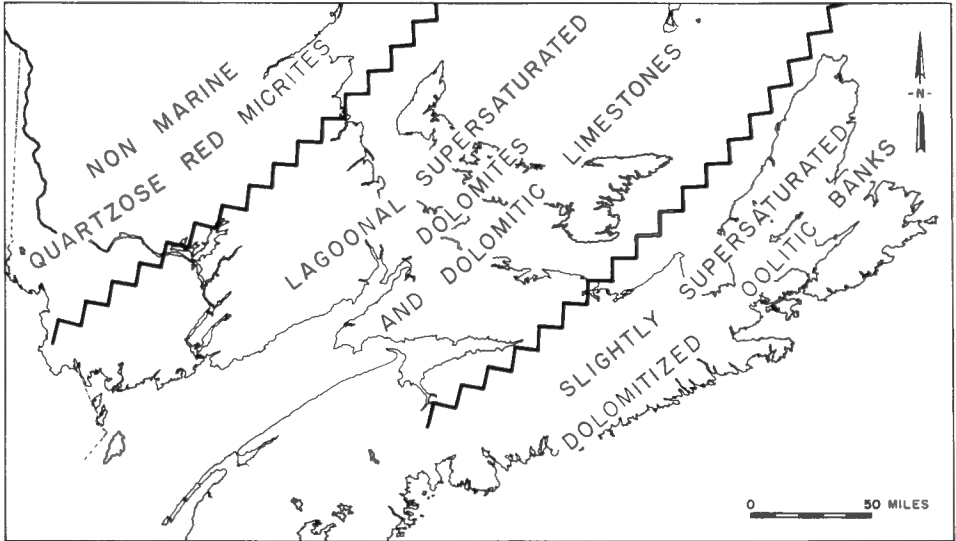 NON MARINE
QUARTZOSE RED MICRITES
LAGOONAL SUPERSATURATED
DOLOMITES
AND DOLOMITIC LIMESTONES
SLIGHTLY SUPERSATURATED
DOLOMITIZED OOLITIC BANKS
-N-
0 50 MILES